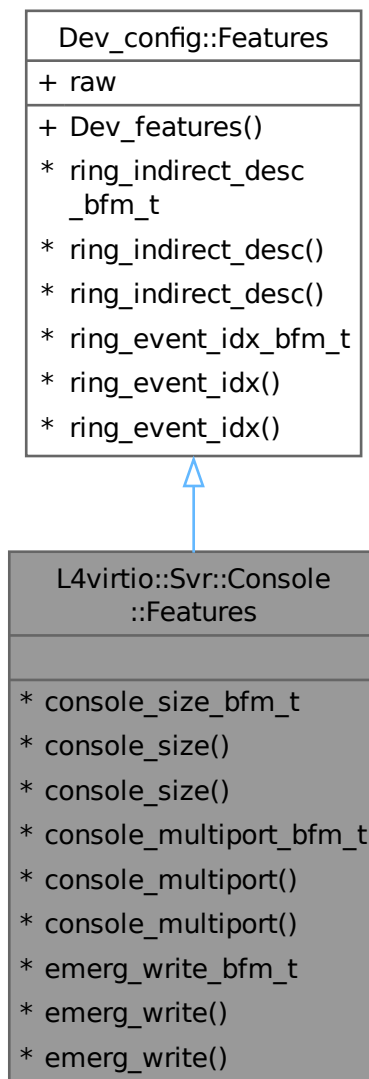 Dev_config::Features
+ raw
+ Dev_features()
* ring_indirect_desc
_bfm_t
* ring_indirect_desc()
* ring_indirect_desc()
* ring_event_idx_bfm_t
* ring_event_idx()
* ring_event_idx()
L4virtio::Svr::Console
::Features
* console_size_bfm_t
* console_size()
* console_size()
* console_multiport_bfm_t
* console_multiport()
* console_multiport()
* emerg_write_bfm_t
* emerg_write()
* emerg_write()